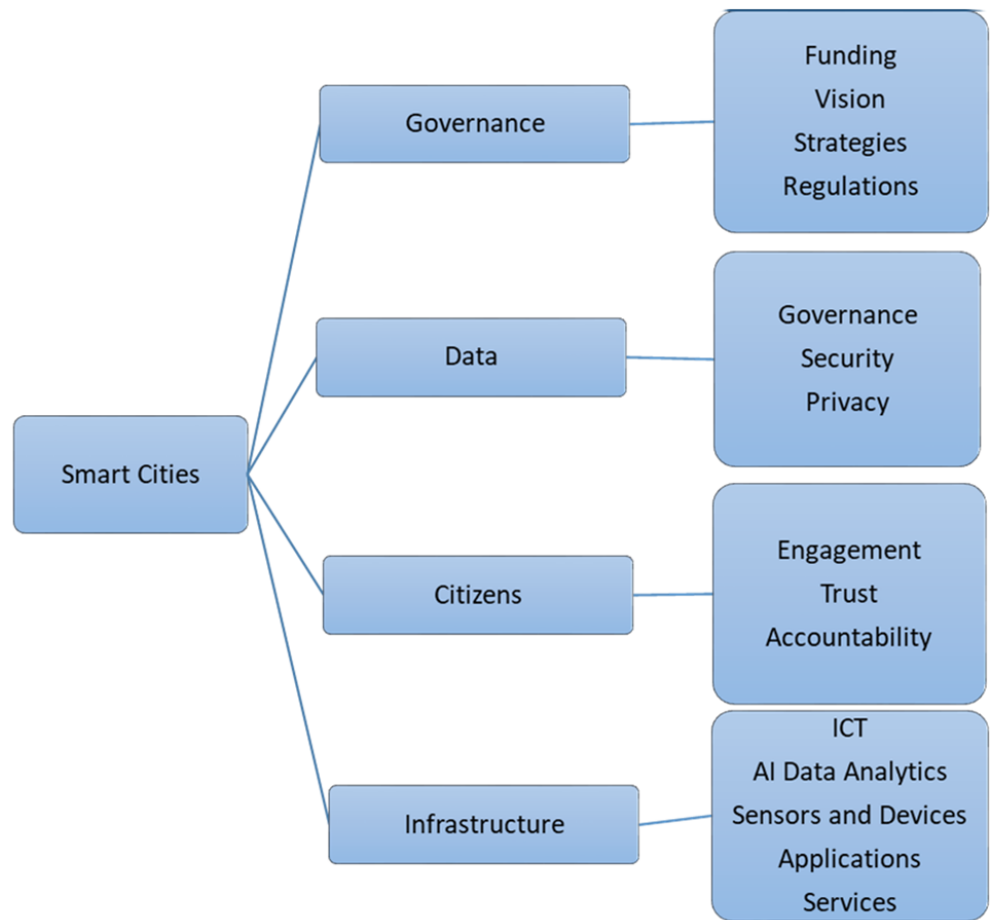 Smart Cities
Governance
Funding
Vision
Strategies
Regulations
Data
Governance
Security
Privacy
Citizens
Engagement
Trust
Accountability
Infrastructure
ICT
AI Data Analytics
Sensors and Devices
Applications
Services